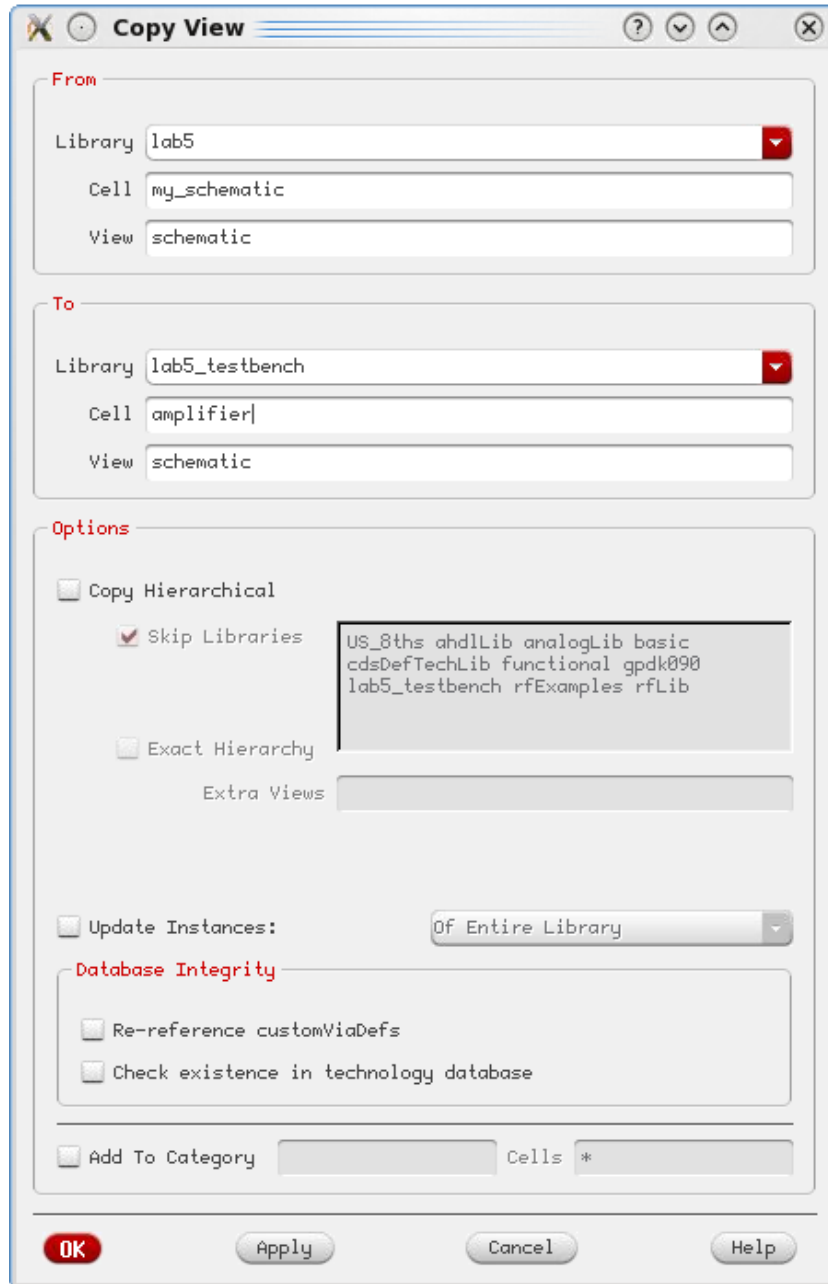 Copy View
From
Library lab5
Cell my_schematic
View schematic
To
Library lab5_testbench
Cell amplifier
View schematic
Options
Copy Hierarchical
Skip Libraries
US_8ths ahdlLib analogLib basic
cdsDefTechLib functional gpdk090
lab5_testbench rfExamples rfLib
Exact Hierarchy
Extra Views
Update Instances: Of Entire Library
Database Integrity
Re-reference customViaDefs
Check existence in technology database
Add To Category Cells *
OK Apply Cancel Help